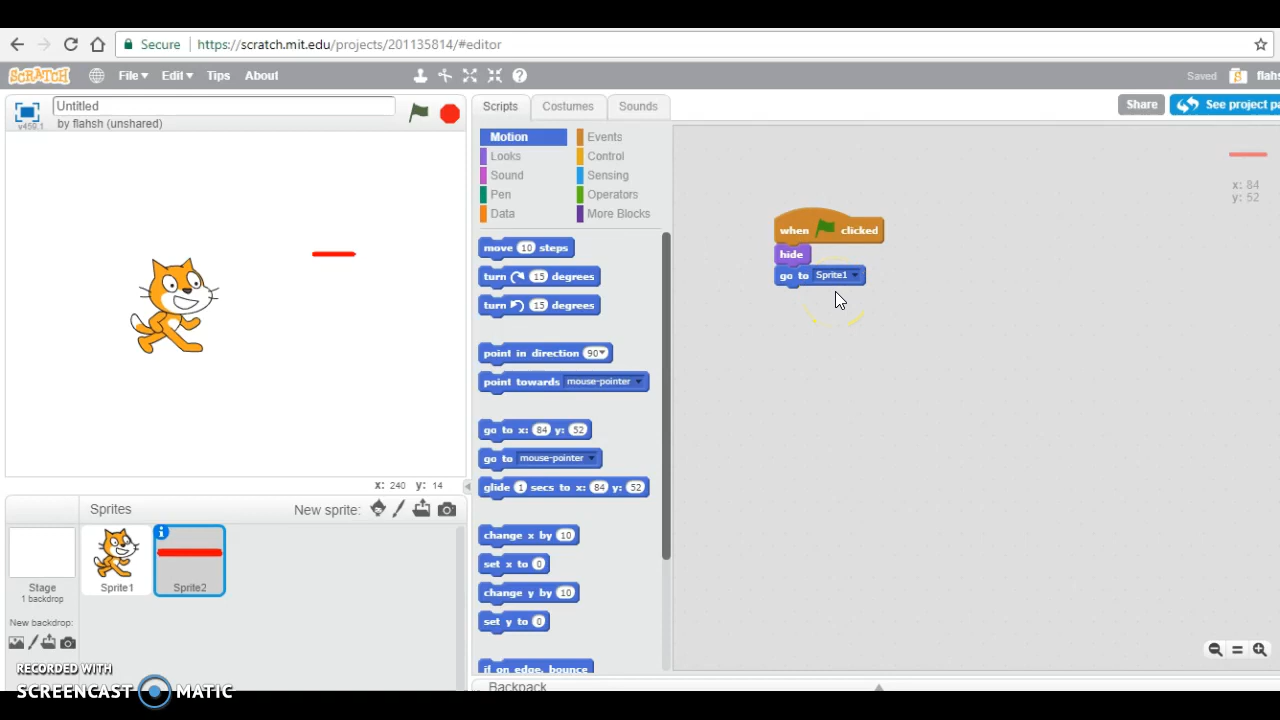 Secure https://scratch.mit.edu/projects/201135814/#editor
SCRATCH File Edit Tips About Saved flahs
Untitled
by flahsh (unshared)
v459.1
Scripts Costumes Sounds Share See project pa
Motion Events
Looks Control
Sound Sensing
Pen Operators
Data More Blocks
move 10 steps
turn 15 degrees
turn 15 degrees
point in direction 90
point towards mouse-pointer
go to x: 84 y: 52
go to mouse-pointer
glide 1 secs to x: 84 y: 52
change x by 10
set x to 0
change y by 10
set y to 0
if on edge, bounce
when clicked
hide
go to Sprite1
x: 84
y: 52
x: 240 y: 14
Sprites New sprite:
Stage
1 backdrop
New backdrop:
Sprite1
Sprite2
Backpack
RECORDED WITH
SCREENCAST MATIC